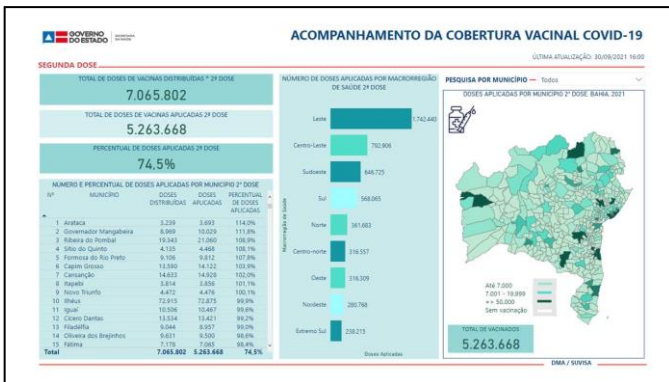 GOVERNO
DO ESTADO
ACOMPANHAMENTO DA COBERTURA VACINAL COVID-19
ÚLTIMA ATUALIZAÇÃO: 30/09/2021 16:00
SEGUNDA DOSE
TOTAL DE DOSES DE VACINAS DISTRIBUÍDAS * 2ª DOSE
7.065.802
TOTAL DE DOSES DE VACINAS APLICADAS 2ª DOSE
5.263.668
PERCENTUAL DE DOSES APLICADAS 2ª DOSE
74,5%
NÚMERO E PERCENTUAL DE DOSES APLICADAS POR MUNICÍPIO 2ª DOSE
Nº MUNICÍPIO DOSES DISTRIBUÍDAS DOSES APLICADAS PERCENTUAL DE DOSES APLICADAS
1 Arataca 3.239 3.693 114,0%
2 Governador Mangabeira 8.969 10.029 111,8%
3 Ribeira do Pombal 19.343 21.060 108,9%
4 Sítio do Quinto 4.135 4.468 108,1%
5 Formosa do Rio Preto 9.106 9.812 107,8%
6 Capim Grosso 13.590 14.122 103,9%
7 Cansanção 14.633 14.928 102,0%
8 Itapebi 3.814 3.856 101,1%
9 Novo Triunfo 4.472 4.476 100,1%
10 Ilhéus 72.915 72.875 99,9%
11 Iguaí 10.506 10.467 99,6%
12 Cícero Dantas 13.534 13.421 99,2%
13 Filadélfia 9.044 8.957 99,0%
14 Oliveira dos Brejinhos 9.631 9.500 98,6%
15 Fátima 7.178 7.065 98,4%
Total 7.065.802 5.263.668 74,5%
NÚMERO DE DOSES APLICADAS POR MACRORREGIÃO
DE SAÚDE 2ª DOSE
Macrorregião de Saúde
Leste 1.742.440
Centro-Leste 792.806
Sudoeste 646.725
Sul 568.065
Norte 361.683
Centro-norte 316.557
Oeste 316.309
Nordeste 280.768
Extremo Sul 238.215
Doses Aplicadas
PESQUISA POR MUNICÍPIO — Todos
DOSES APLICADAS POR MUNICÍPIO 2ª DOSE. BAHIA, 2021
Até 7.000
7.001 - 19.999
+= 50.000
Sem vacinação
TOTAL DE VACINADOS
5.263.668
DMA / SUVISA